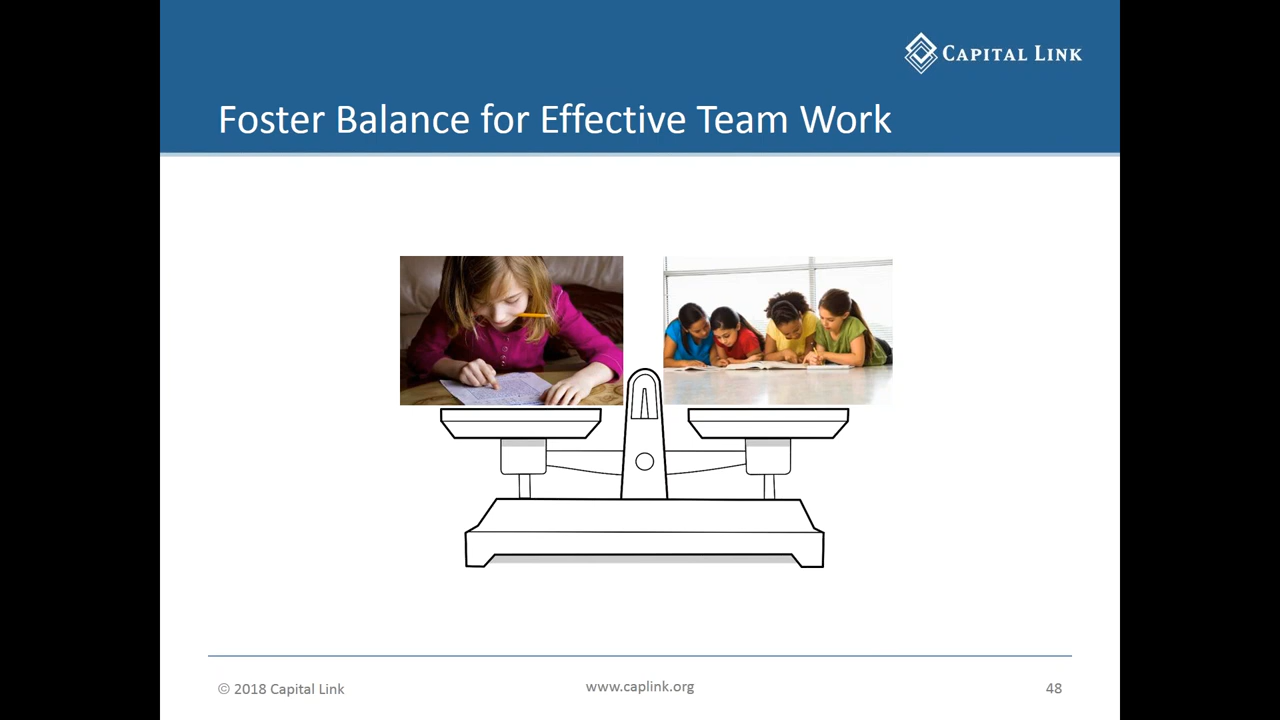 CAPITAL LINK
Foster Balance for Effective Team Work
© 2018 Capital Link
www.caplink.org
48